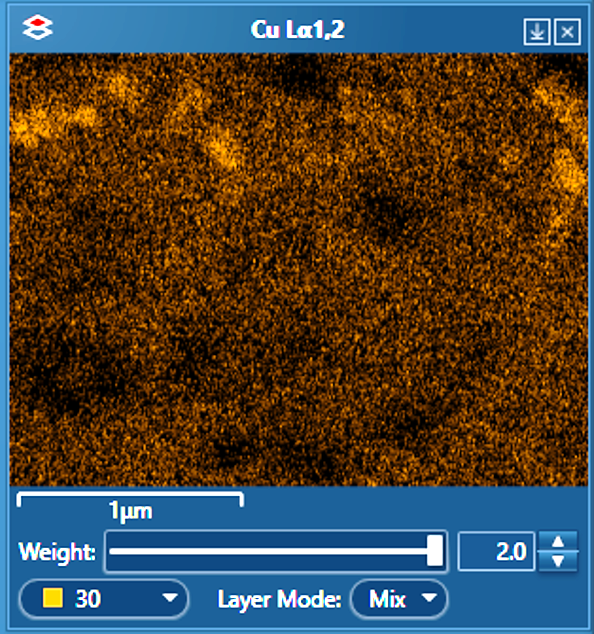 Cu Lα1,2
1μm
Weight: 2.0
30 Layer Mode: Mix